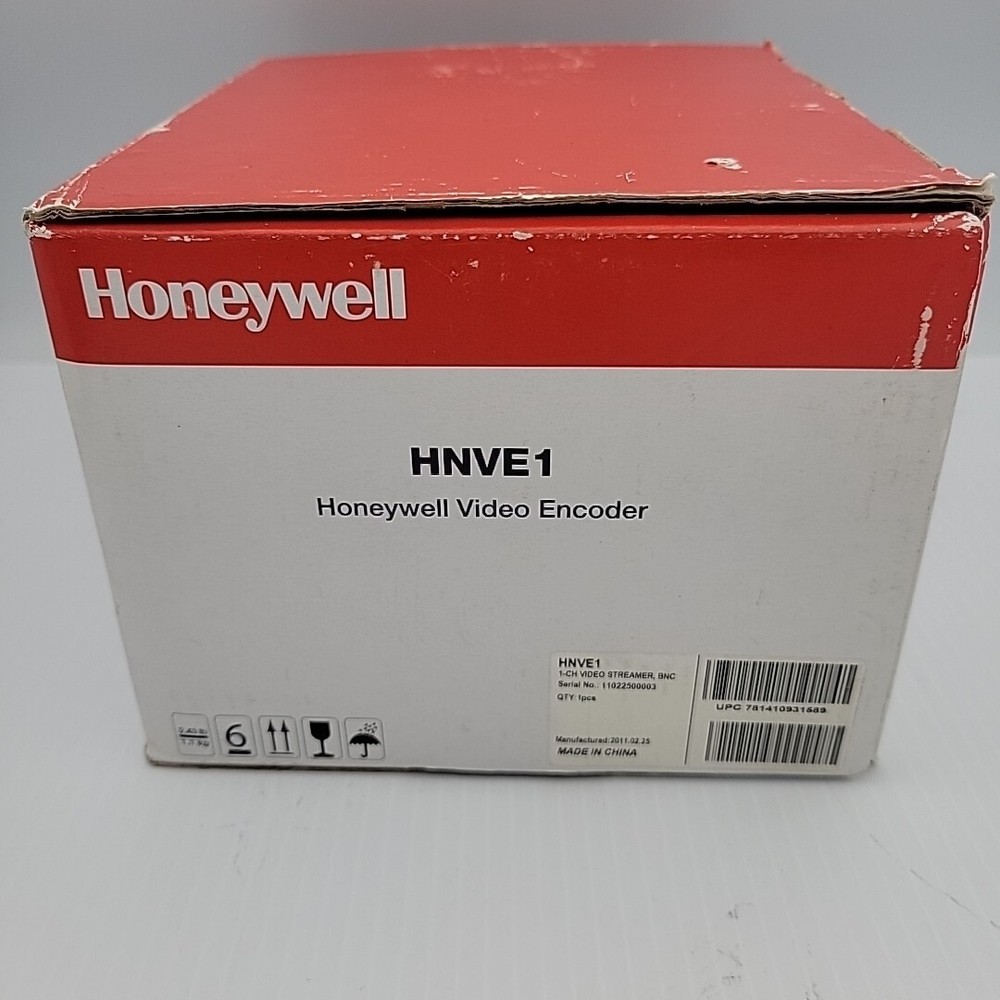 Honeywell
HNVE1
Honeywell Video Encoder
HNVE1
1-CH VIDEO STREAMER, BNC
Serial No.: 11022500003
QTY: 1pcs
UPC 781410931589
Manufactured:2011.02.25
MADE IN CHINA
6